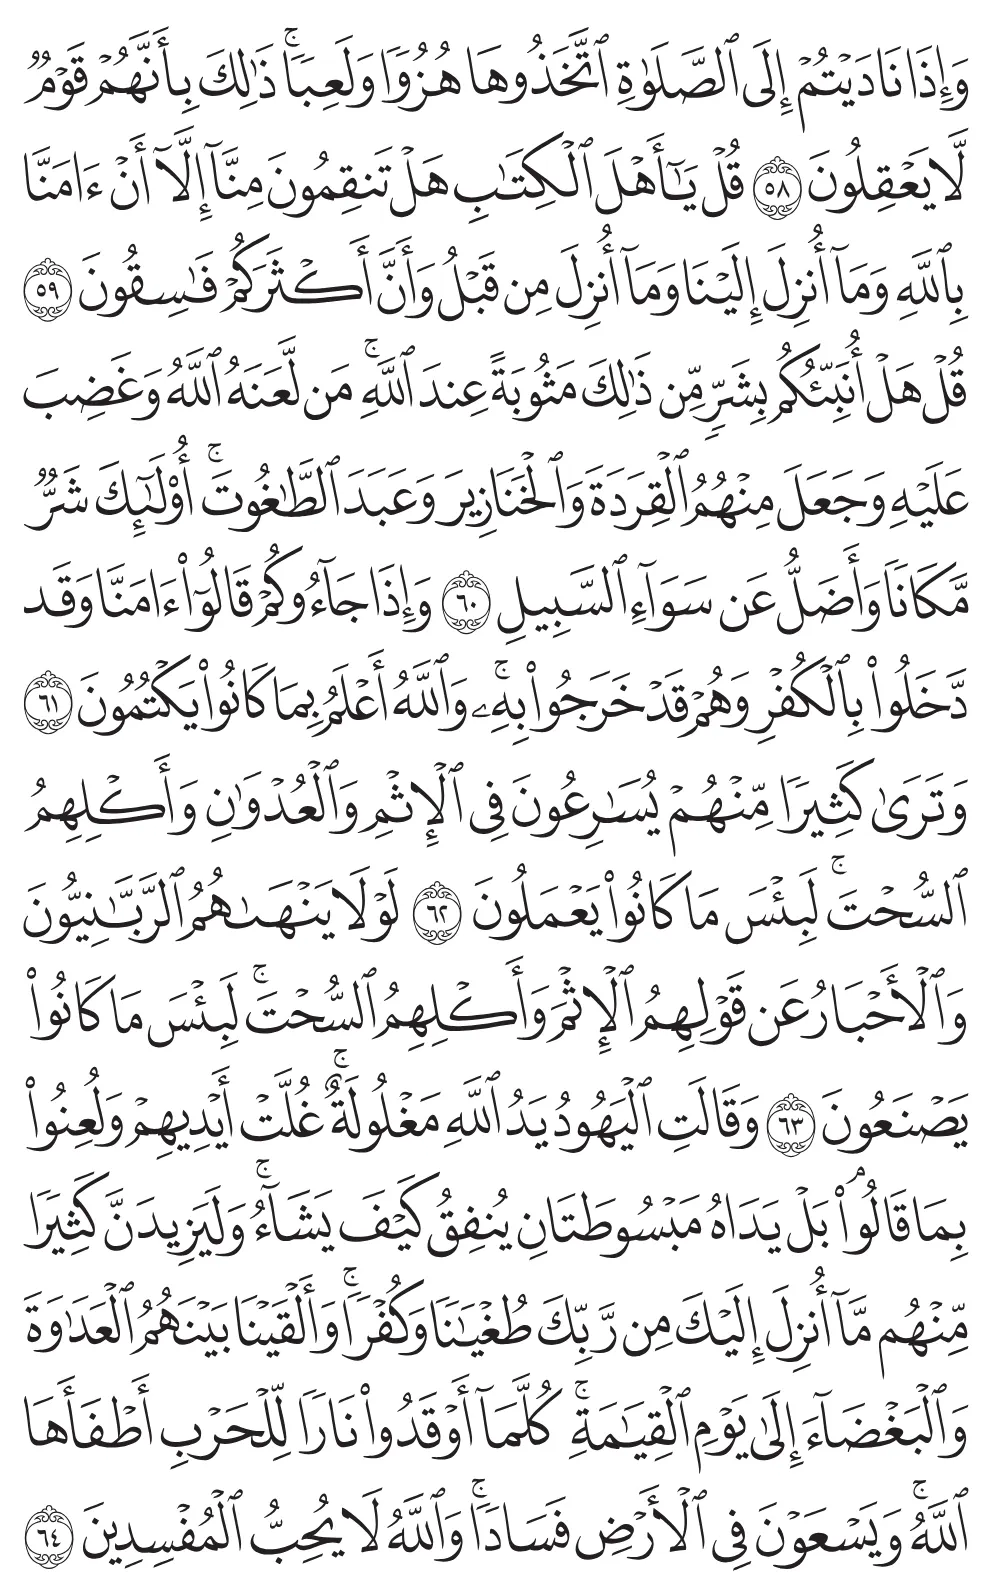 وَإِذَا نَادَيْتُمْ إِلَى ٱلصَّلَوٰةِ ٱتَّخَذُوهَا هُزُوًا وَلَعِبًا ۚ ذَٰلِكَ بِأَنَّهُمْ قَوْمٌ
لَّا يَعْقِلُونَ ٥٨ قُلْ يَـٰٓأَهْلَ ٱلْكِتَـٰبِ هَلْ تَنقِمُونَ مِنَّآ إِلَّآ أَنْ ءَامَنَّا
بِٱللَّهِ وَمَآ أُنزِلَ إِلَيْنَا وَمَآ أُنزِلَ مِن قَبْلُ وَأَنَّ أَكْثَرَكُمْ فَـٰسِقُونَ ٥٩
قُلْ هَلْ أُنَبِّئُكُم بِشَرٍّ مِّن ذَٰلِكَ مَثُوبَةً عِندَ ٱللَّهِ ۚ مَن لَّعَنَهُ ٱللَّهُ وَغَضِبَ
عَلَيْهِ وَجَعَلَ مِنْهُمُ ٱلْقِرَدَةَ وَٱلْخَنَازِيرَ وَعَبَدَ ٱلطَّـٰغُوتَ ۚ أُو۟لَـٰٓئِكَ شَرٌّ
مَّكَانًا وَأَضَلُّ عَن سَوَآءِ ٱلسَّبِيلِ ٦٠ وَإِذَا جَآءُوكُمْ قَالُوٓا۟ ءَامَنَّا وَقَد
دَّخَلُوا۟ بِٱلْكُفْرِ وَهُمْ قَدْ خَرَجُوا۟ بِهِۦ ۚ وَٱللَّهُ أَعْلَمُ بِمَا كَانُوا۟ يَكْتُمُونَ ٦١
وَتَرَىٰ كَثِيرًا مِّنْهُمْ يُسَـٰرِعُونَ فِى ٱلْإِثْمِ وَٱلْعُدْوَٰنِ وَأَكْلِهِمُ
ٱلسُّحْتَ ۚ لَبِئْسَ مَا كَانُوا۟ يَعْمَلُونَ ٦٢ لَوْلَا يَنْهَىٰهُمُ ٱلرَّبَّـٰنِيُّونَ
وَٱلْأَحْبَارُ عَن قَوْلِهِمُ ٱلْإِثْمَ وَأَكْلِهِمُ ٱلسُّحْتَ ۚ لَبِئْسَ مَا كَانُوا۟
يَصْنَعُونَ ٦٣ وَقَالَتِ ٱلْيَهُودُ يَدُ ٱللَّهِ مَغْلُولَةٌ ۚ غُلَّتْ أَيْدِيهِمْ وَلُعِنُوا۟
بِمَا قَالُوا۟ ۘ بَلْ يَدَاهُ مَبْسُوطَتَانِ يُنفِقُ كَيْفَ يَشَآءُ ۚ وَلَيَزِيدَنَّ كَثِيرًا
مِّنْهُم مَّآ أُنزِلَ إِلَيْكَ مِن رَّبِّكَ طُغْيَـٰنًا وَكُفْرًا ۚ وَأَلْقَيْنَا بَيْنَهُمُ ٱلْعَدَٰوَةَ
وَٱلْبَغْضَآءَ إِلَىٰ يَوْمِ ٱلْقِيَـٰمَةِ ۚ كُلَّمَآ أَوْقَدُوا۟ نَارًا لِّلْحَرْبِ أَطْفَأَهَا
ٱللَّهُ ۚ وَيَسْعَوْنَ فِى ٱلْأَرْضِ فَسَادًا ۚ وَٱللَّهُ لَا يُحِبُّ ٱلْمُفْسِدِينَ ٦٤